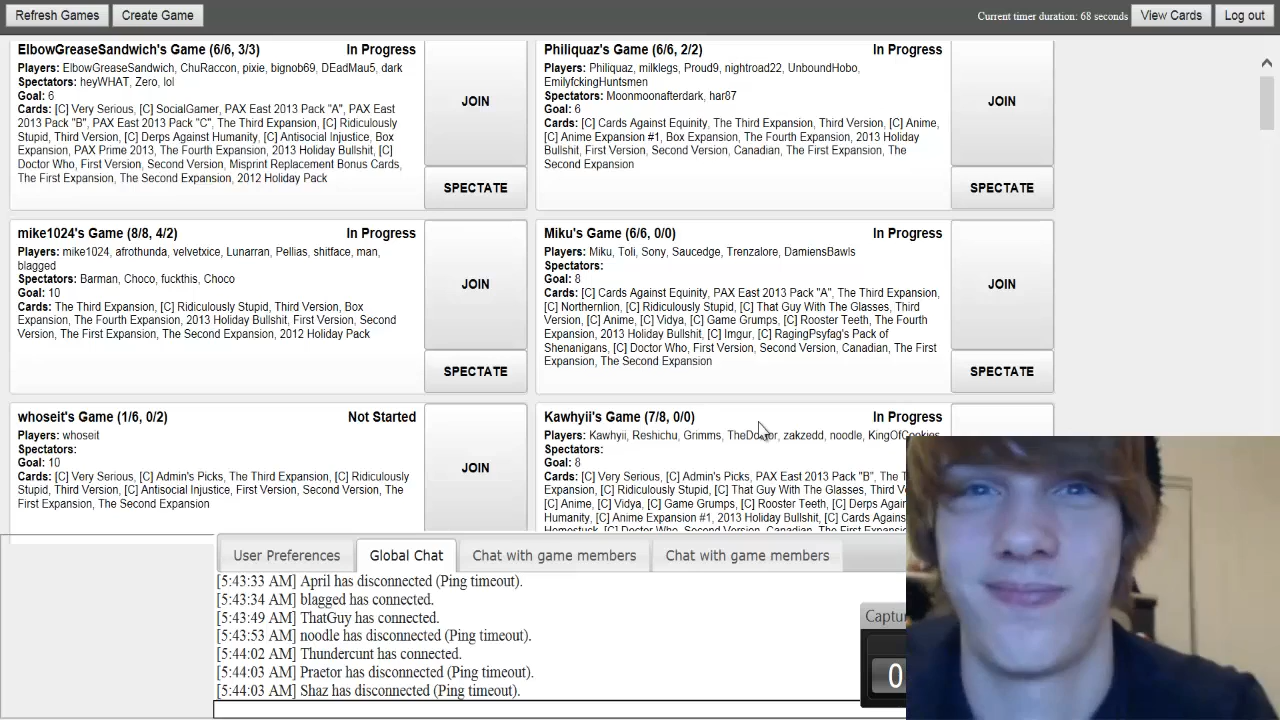 Refresh Games
Create Game
Current timer duration: 68 seconds
View Cards
Log out
ElbowGreaseSandwich's Game (6/6, 3/3)
In Progress
Players: ElbowGreaseSandwich, ChuRaccon, pixie, bignob69, DEadMau5, dark
Spectators: heyWHAT, Zero, lol
Goal: 6
Cards: [C] Very Serious, [C] SocialGamer, PAX East 2013 Pack "A", PAX East
2013 Pack "B", PAX East 2013 Pack "C", The Third Expansion, [C] Ridiculously
Stupid, Third Version, [C] Derps Against Humanity, [C] Antisocial Injustice, Box
Expansion, PAX Prime 2013, The Fourth Expansion, 2013 Holiday Bullshit, [C]
Doctor Who, First Version, Second Version, Misprint Replacement Bonus Cards,
The First Expansion, The Second Expansion, 2012 Holiday Pack
JOIN
SPECTATE
Philiquaz's Game (6/6, 2/2)
In Progress
Players: Philiquaz, milklegs, Proud9, nightroad22, UnboundHobo,
EmilyfckingHuntsmen
Spectators: Moonmoonafterdark, har87
Goal: 6
Cards: [C] Cards Against Equinity, The Third Expansion, Third Version, [C] Anime,
[C] Anime Expansion #1, Box Expansion, The Fourth Expansion, 2013 Holiday
Bullshit, First Version, Second Version, Canadian, The First Expansion, The
Second Expansion
JOIN
SPECTATE
mike1024's Game (8/8, 4/2)
In Progress
Players: mike1024, afrothunda, velvetxice, Lunarran, Pellias, shitface, man,
blagged
Spectators: Barman, Choco, fuckthis, Choco
Goal: 10
Cards: The Third Expansion, [C] Ridiculously Stupid, Third Version, Box
Expansion, The Fourth Expansion, 2013 Holiday Bullshit, First Version, Second
Version, The First Expansion, The Second Expansion, 2012 Holiday Pack
JOIN
SPECTATE
Miku's Game (6/6, 0/0)
In Progress
Players: Miku, Toli, Sony, Saucedge, Trenzalore, DamiensBawls
Spectators:
Goal: 8
Cards: [C] Cards Against Equinity, PAX East 2013 Pack "A", The Third Expansion,
[C] Northernlion, [C] Ridiculously Stupid, [C] That Guy With The Glasses, Third
Version, [C] Anime, [C] Vidya, [C] Game Grumps, [C] Rooster Teeth, The Fourth
Expansion, 2013 Holiday Bullshit, [C] Imgur, [C] RagingPsyfag's Pack of
Shenanigans, [C] Doctor Who, First Version, Second Version, Canadian, The First
Expansion, The Second Expansion
JOIN
SPECTATE
whoseit's Game (1/6, 0/2)
Not Started
Players: whoseit
Spectators:
Goal: 10
Cards: [C] Very Serious, [C] Admin's Picks, The Third Expansion, [C] Ridiculously
Stupid, Third Version, [C] Antisocial Injustice, First Version, Second Version, The
First Expansion, The Second Expansion
JOIN
Kawhyii's Game (7/8, 0/0)
In Progress
Players: Kawhyii, Reshichu, Grimms, TheDoctor, zakzedd, noodle, KingOfCookies
Spectators:
Goal: 8
Cards: [C] Very Serious, [C] Admin's Picks, PAX East 2013 Pack "B", The T
Expansion, [C] Ridiculously Stupid, [C] That Guy With The Glasses, Third Ve
[C] Anime, [C] Vidya, [C] Game Grumps, [C] Rooster Teeth, [C] Derps Agains
Humanity, [C] Anime Expansion #1, 2013 Holiday Bullshit, [C] Cards Agains
Homestuck, [C] Doctor Who, Second Version, Canadian, The First Expansion
User Preferences
Global Chat
Chat with game members
Chat with game members
[5:43:33 AM] April has disconnected (Ping timeout).
[5:43:34 AM] blagged has connected.
[5:43:49 AM] ThatGuy has connected.
[5:43:53 AM] noodle has disconnected (Ping timeout).
[5:44:02 AM] Thundercunt has connected.
[5:44:03 AM] Praetor has disconnected (Ping timeout).
[5:44:03 AM] Shaz has disconnected (Ping timeout).
Captur
0